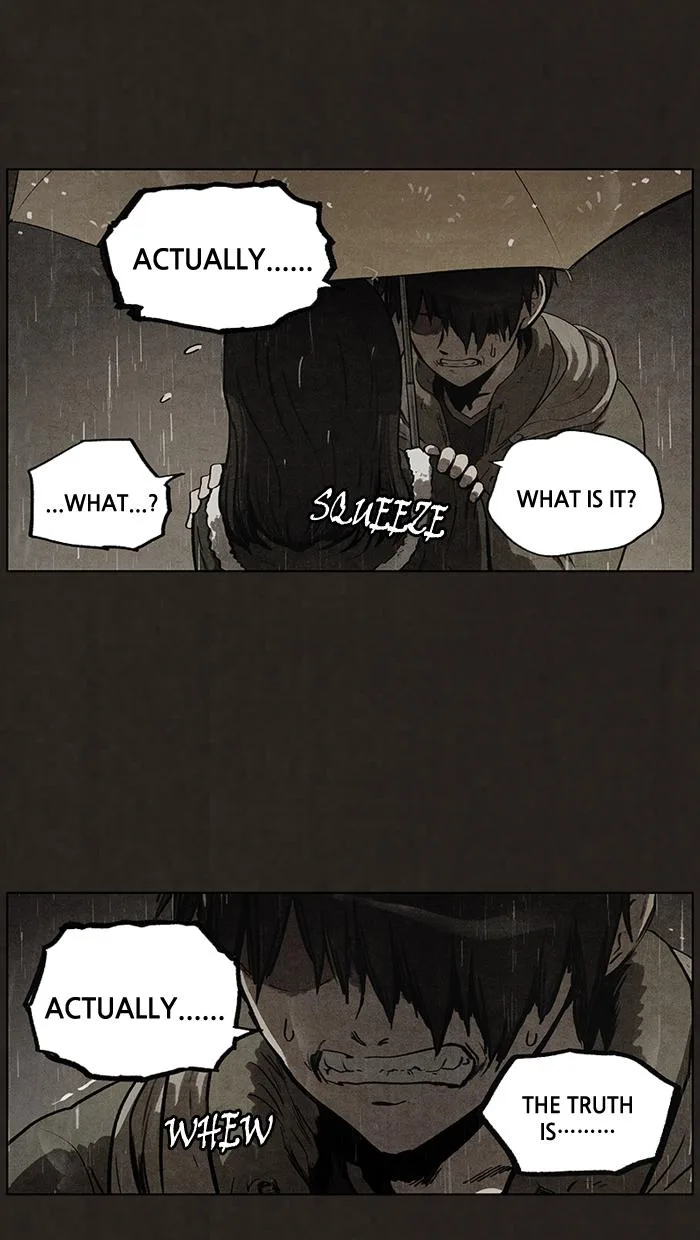 ACTUALLY......
...WHAT...?
SQUEEZE
WHAT IS IT?
ACTUALLY......
WHEW
THE TRUTH
IS·········